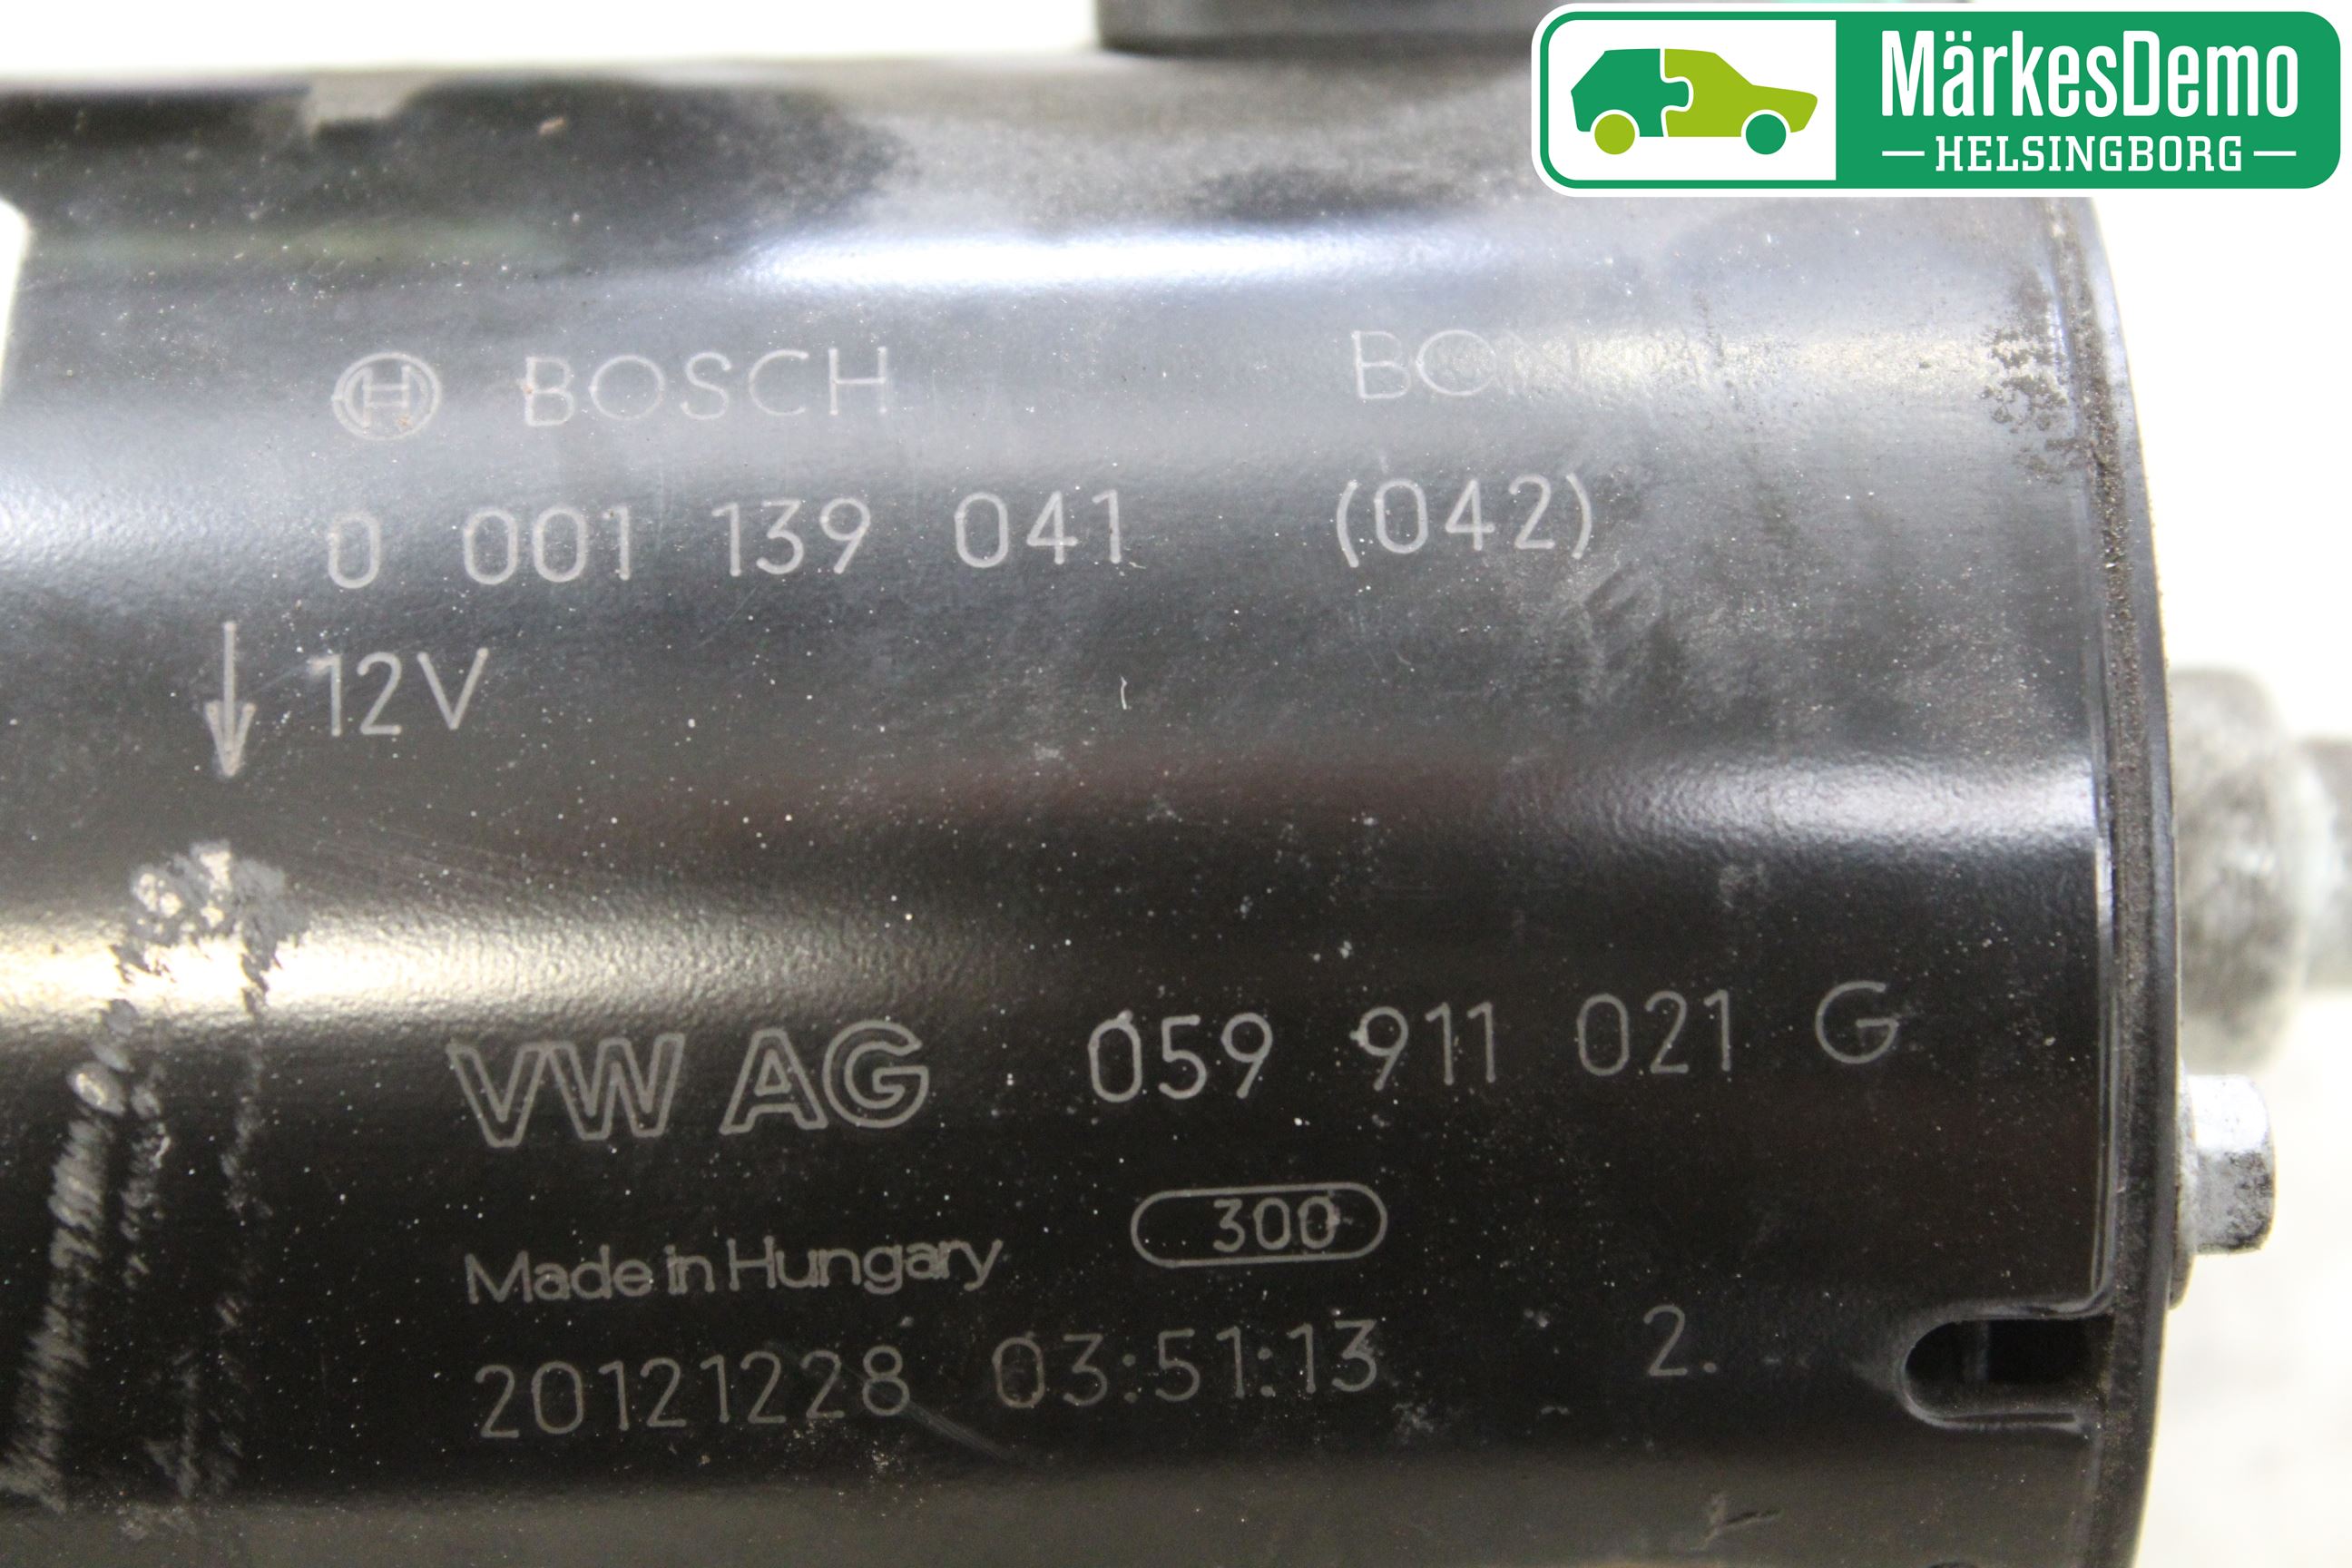 MärkesDemo
HELSINGBORG
BOSCH
0 001 139 041 (042)
12V
VW AG 059 911 021 G
Made in Hungary 300
20121228 03:51:13 2.